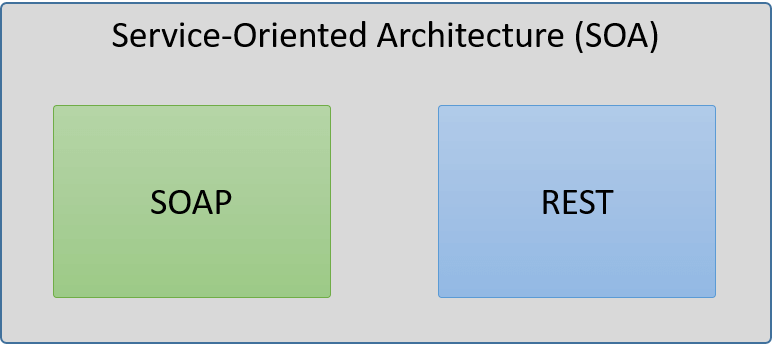 Service-Oriented Architecture (SOA)
SOAP
REST